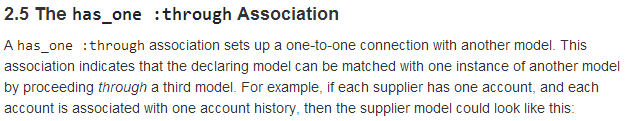 2.5 The has_one :through Association
A has_one :through association sets up a one-to-one connection with another model. This
association indicates that the declaring model can be matched with one instance of another model
by proceeding through a third model. For example, if each supplier has one account, and each
account is associated with one account history, then the supplier model could look like this: